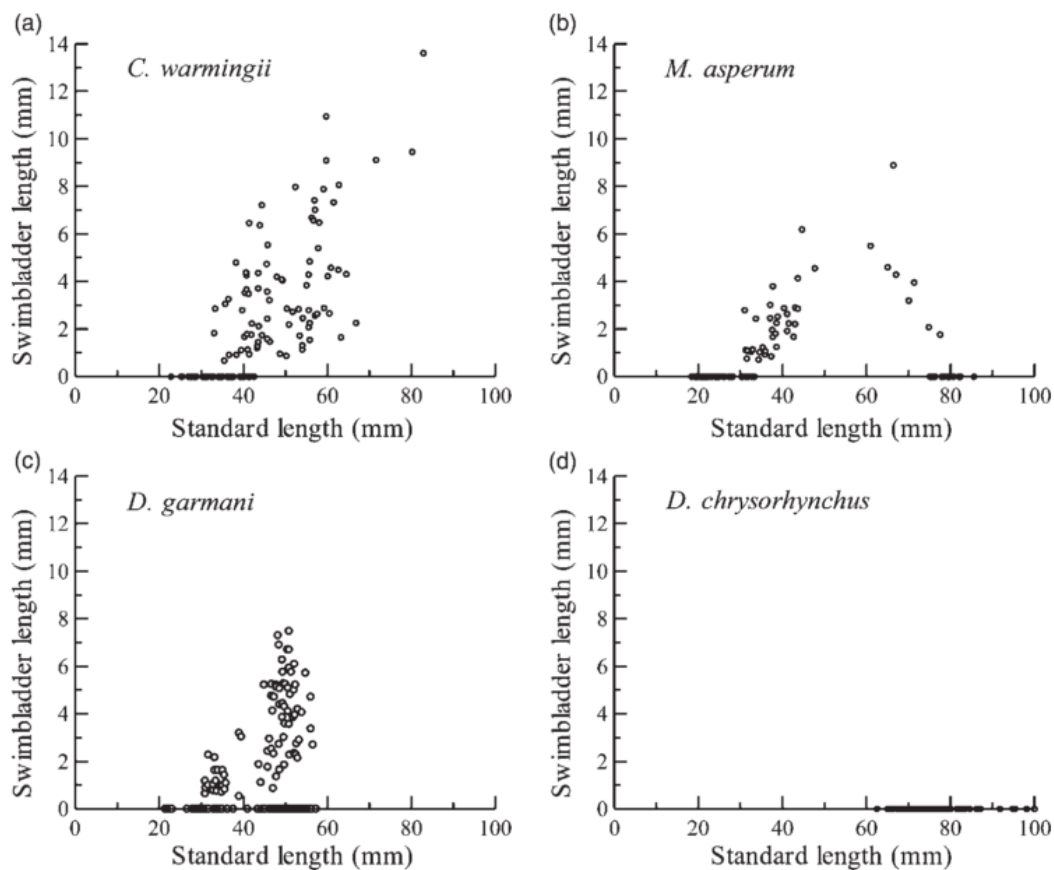 (a)
C. warmingii
14
12
10
8
6
4
2
0
Swimbladder length (mm)
0 20 40 60 80 100
Standard length (mm)
(b)
M. asperum
14
12
10
8
6
4
2
0
Swimbladder length (mm)
0 20 40 60 80 100
Standard length (mm)
(c)
D. garmani
14
12
10
8
6
4
2
0
Swimbladder length (mm)
0 20 40 60 80 100
Standard length (mm)
(d)
D. chrysorhynchus
14
12
10
8
6
4
2
0
Swimbladder length (mm)
0 20 40 60 80 100
Standard length (mm)